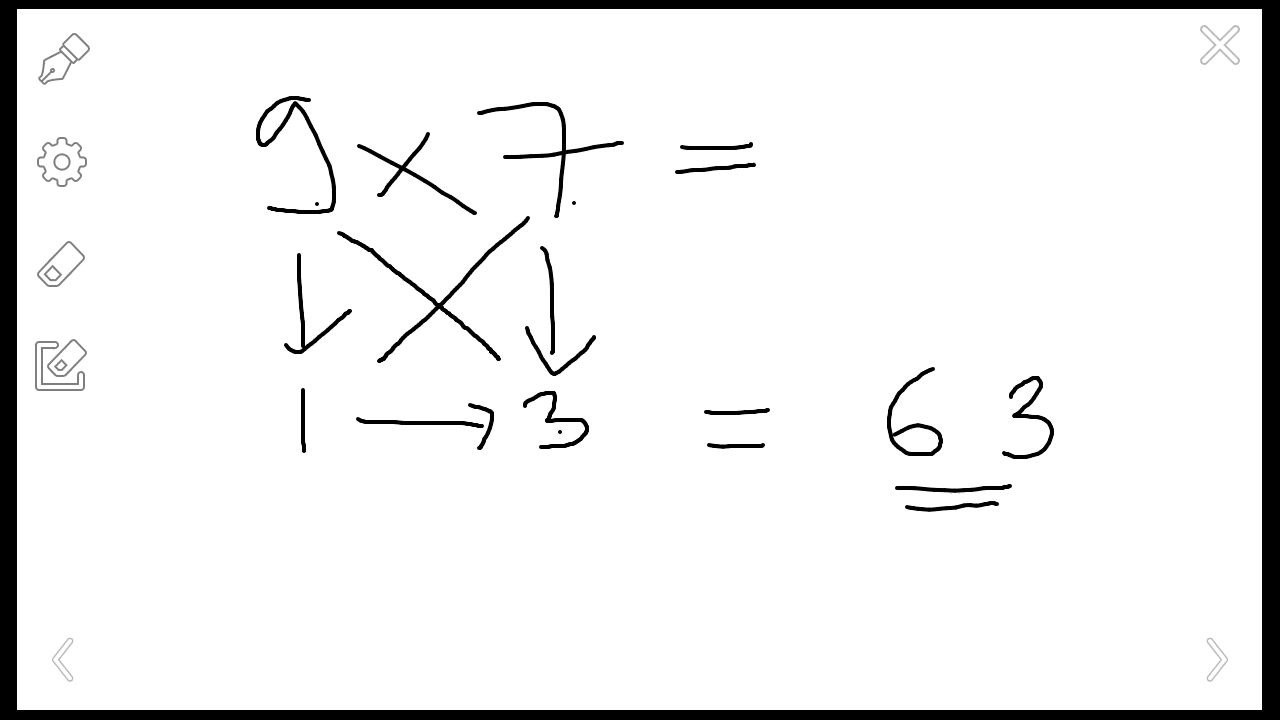 9 × 7 =
1 → 3 = 63